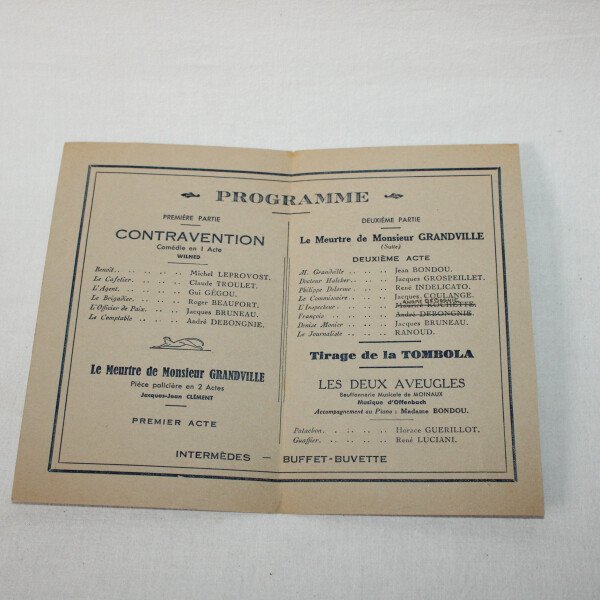 PROGRAMME
PREMIÈRE PARTIE
CONTRAVENTION
Comédie en 1 Acte
WILNED
Benoit. .. .. .. .. Michel LEPROVOST.
Le Cafetier. .. .. .. Claude TROULET.
L'Agent. .. .. .. .. Gui GÉGOU.
Le Brigadier. .. .. .. Roger BEAUFORT.
L'Officier de Paix. .. .. Jacques BRUNEAU.
Le Comptable .. .. .. André DEBONGNIE.
Le Meurtre de Monsieur GRANDVILLE
Pièce policière en 2 Actes
Jacques-Jean CLÉMENT
PREMIER ACTE
DEUXIÈME PARTIE
Le Meurtre de Monsieur GRANDVILLE
(Suite)
DEUXIÈME ACTE
M. Grandville .. .. .. Jean BONDOU.
Docteur Halsber .. .. .. Jacques GROSPEILLET.
Philippe Delorme .. .. .. René INDELICATO.
Le Commissaire. .. .. .. Jacques COULANGE.
L'Inspecteur .. .. .. Maurice ROCHETTE.
François .. .. .. .. André DEBONGNIE.
Denise Monier .. .. .. Jacques BRUNEAU.
Le Journaliste .. .. .. RANOUD.
Tirage de la TOMBOLA
LES DEUX AVEUGLES
Bouffonnerie Musicale de MOINAUX
Musique d'Offenbach
Accompagnement au Piano : Madame BONDOU.
Patachon. .. .. .. .. Horace GUERILLOT.
Giraffier. .. .. .. .. René LUCIANI.
INTERMÈDES — BUFFET-BUVETTE